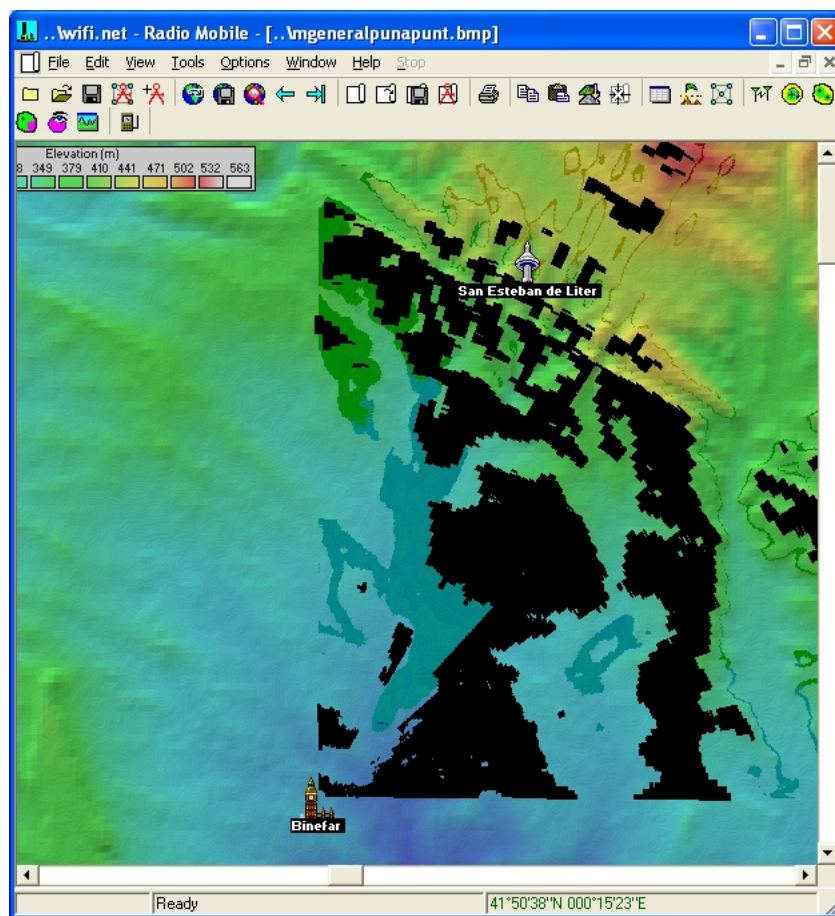 ..\wifi.net - Radio Mobile - [..\mgeneralpunapunt.bmp]
File Edit View Tools Options Window Help Stop
Elevation (m)
8 349 379 410 441 471 502 532 563
San Esteban de Liter
Binefar
Ready 41°50'38"N 000°15'23"E